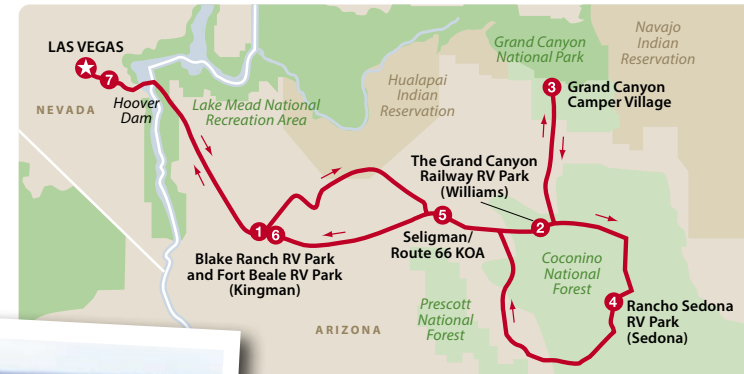 LAS VEGAS
7
NEVADA
Hoover
Dam
Lake Mead National
Recreation Area
Hualapai
Indian
Reservation
Grand Canyon
National Park
Navajo
Indian
Reservation
3
Grand Canyon
Camper Village
The Grand Canyon
Railway RV Park
(Williams)
2
5
Seligman/
Route 66 KOA
1
6
Blake Ranch RV Park
and Fort Beale RV Park
(Kingman)
Coconino
National
Forest
4
Rancho Sedona
RV Park
(Sedona)
Prescott
National
Forest
ARIZONA